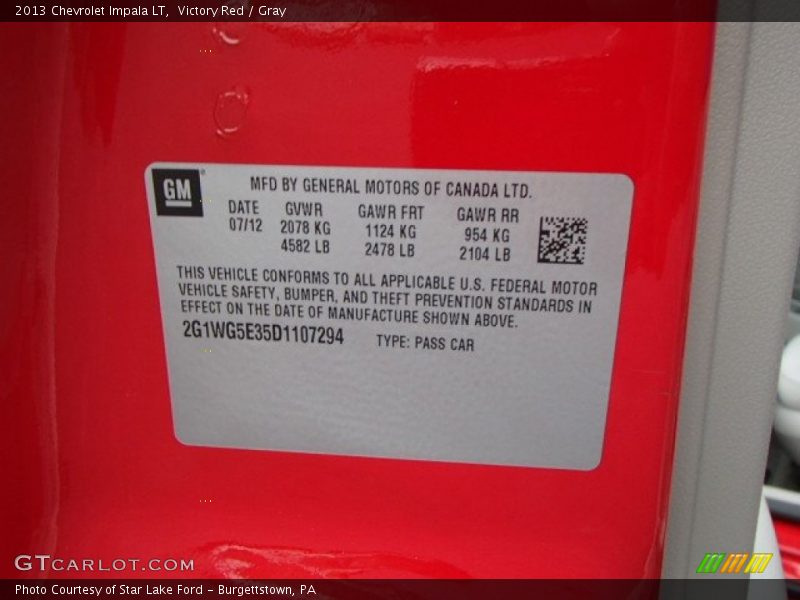 2013 Chevrolet Impala LT, Victory Red / Gray
GM
MFD BY GENERAL MOTORS OF CANADA LTD.
DATE GVWR GAWR FRT GAWR RR
07/12 2078 KG 1124 KG 954 KG
4582 LB 2478 LB 2104 LB
THIS VEHICLE CONFORMS TO ALL APPLICABLE U.S. FEDERAL MOTOR
VEHICLE SAFETY, BUMPER, AND THEFT PREVENTION STANDARDS IN
EFFECT ON THE DATE OF MANUFACTURE SHOWN ABOVE.
2G1WG5E35D1107294 TYPE: PASS CAR
GTCARLOT.COM
Photo Courtesy of Star Lake Ford - Burgettstown, PA